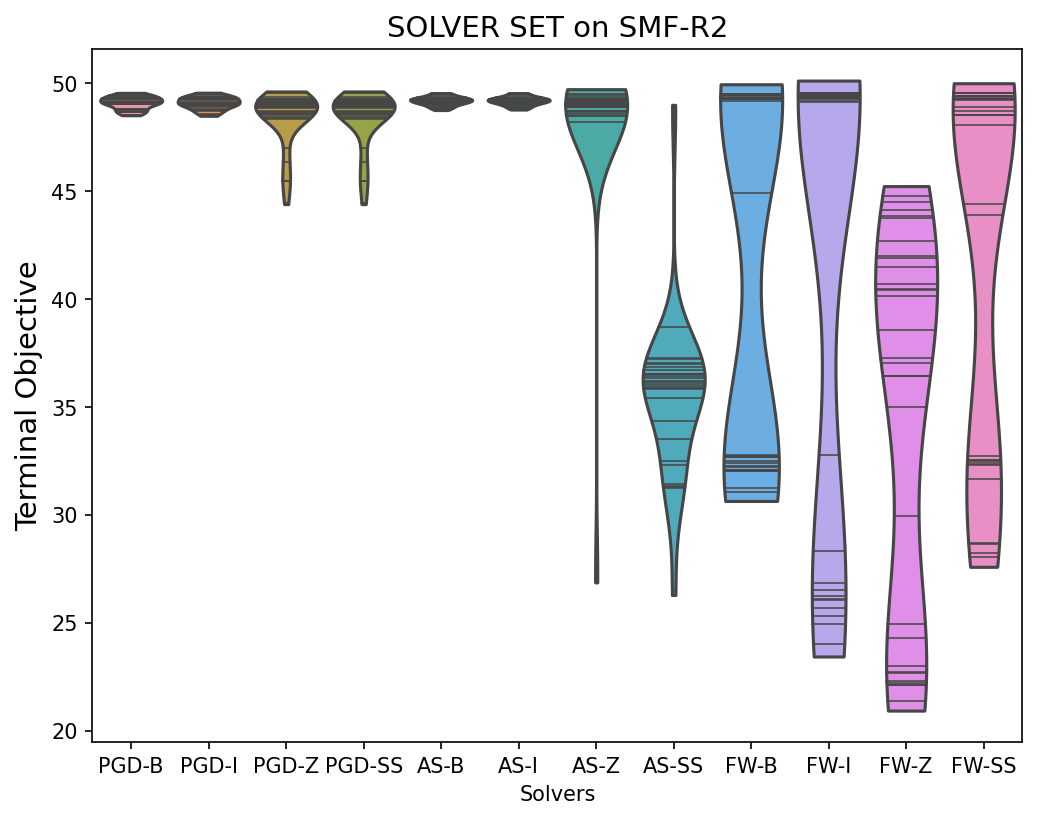 SOLVER SET on SMF-R2
Terminal Objective
50
45
40
35
30
25
20
PGD-B PGD-I PGD-Z PGD-SS AS-B AS-I AS-Z AS-SS FW-B FW-I FW-Z FW-SS
Solvers